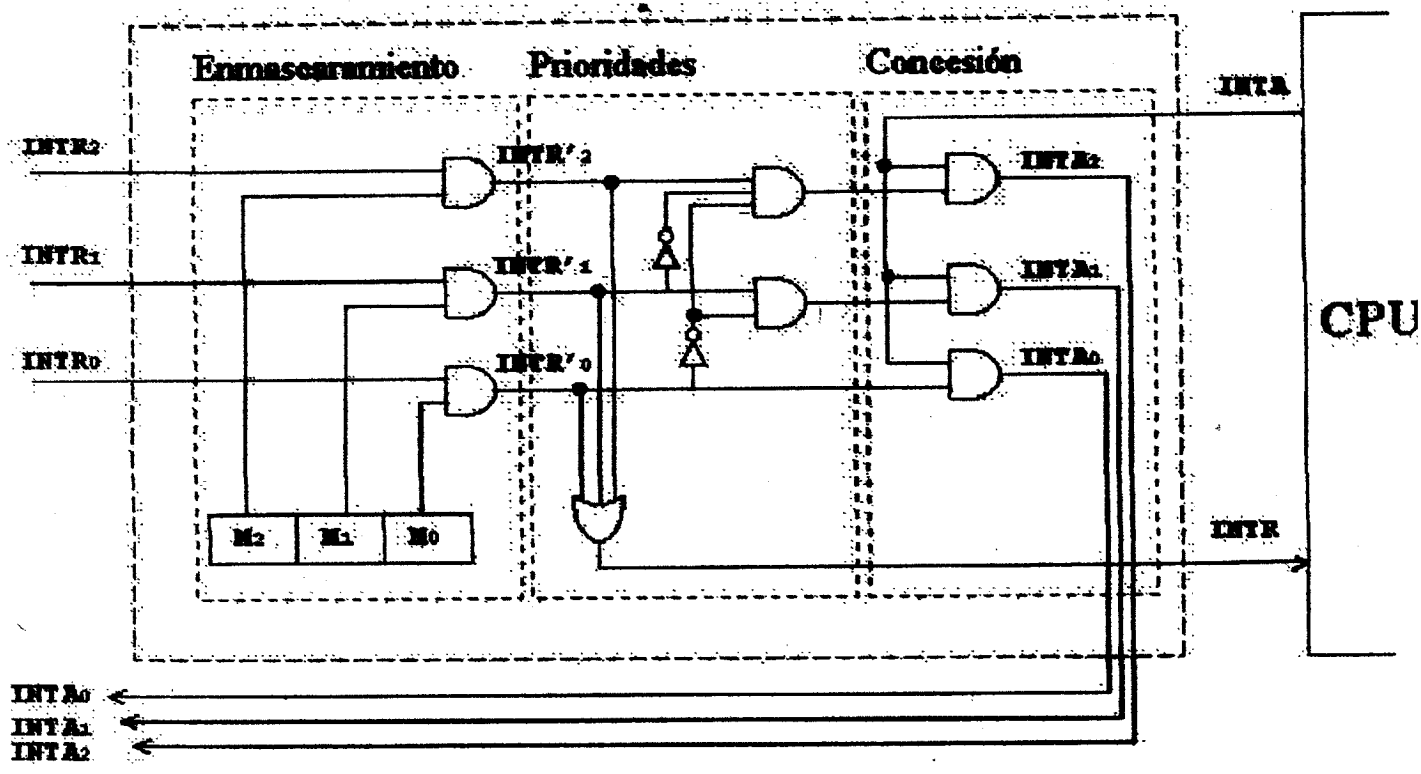 Enmascaramiento
Prioridades
Concesión
INTA
INTR2
INTR'2
INTA2
INTR1
INTR'1
INTA1
CPU
INTR0
INTR'0
INTA0
M2
M1
M0
INTR
INTA0
INTA1
INTA2